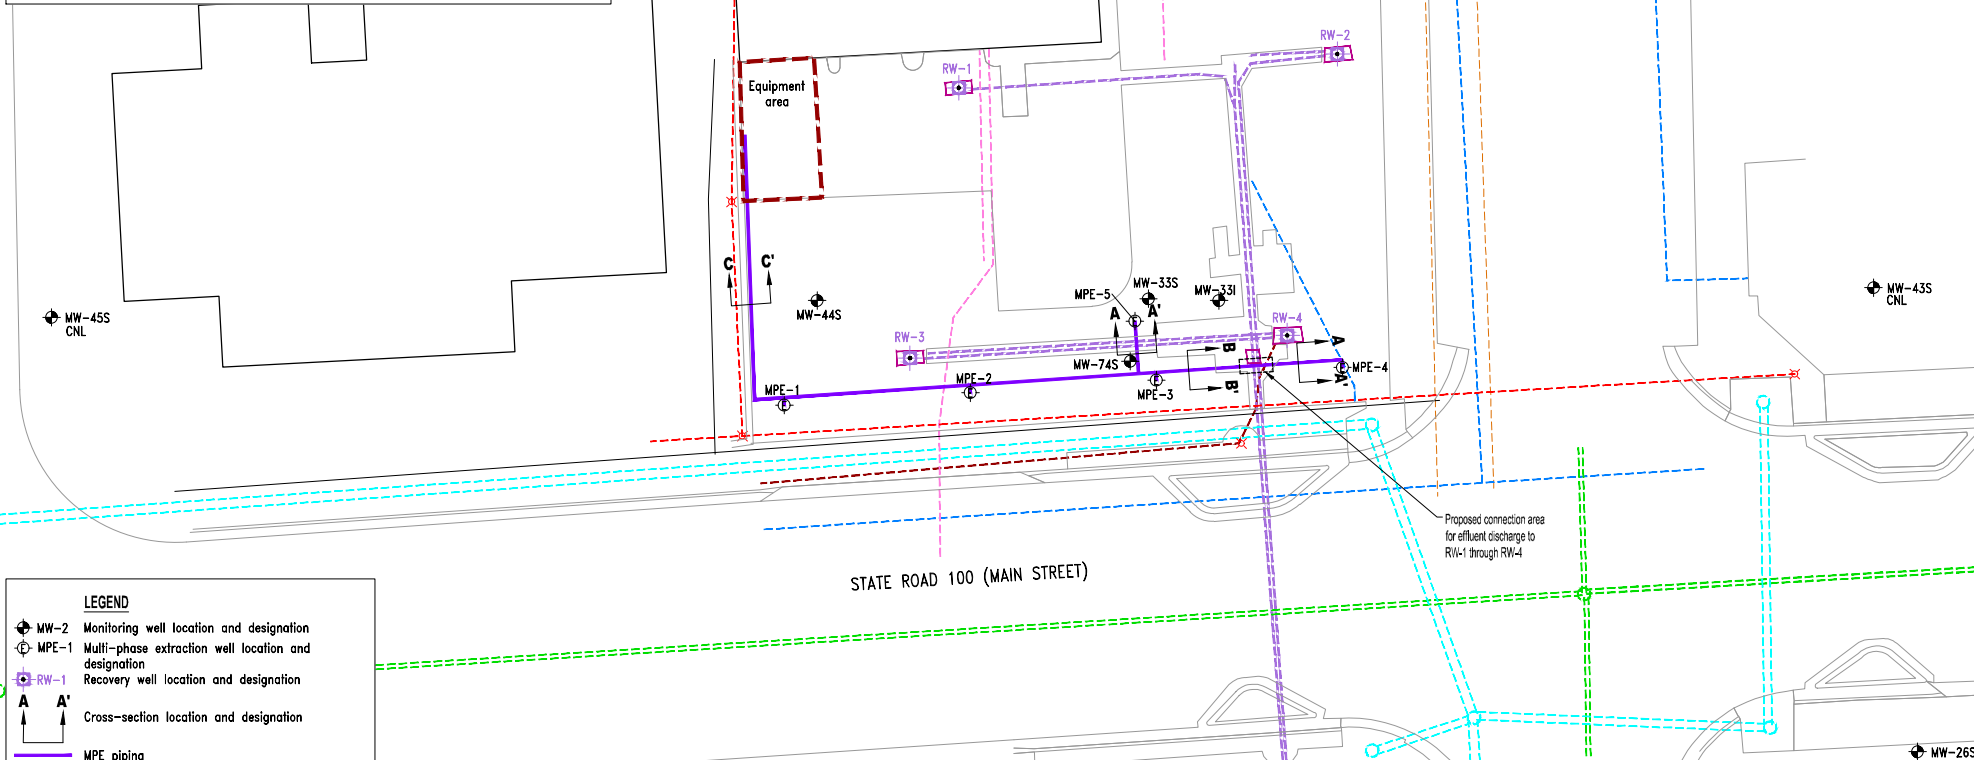 RW-2
RW-1
Equipment
area
C
C'
MW-45S
CNL
MW-44S
MPE-5
MW-33S
MW-33I
MW-43S
CNL
A
A'
RW-3
RW-4
MW-74S
B
B'
A
A'
MPE-1
MPE-2
MPE-3
MPE-4
Proposed connection area
for effluent discharge to
RW-1 through RW-4
STATE ROAD 100 (MAIN STREET)
LEGEND
MW-2 Monitoring well location and designation
MPE-1 Multi-phase extraction well location and
designation
RW-1 Recovery well location and designation
A A'
Cross-section location and designation
MPE piping
MW-26S